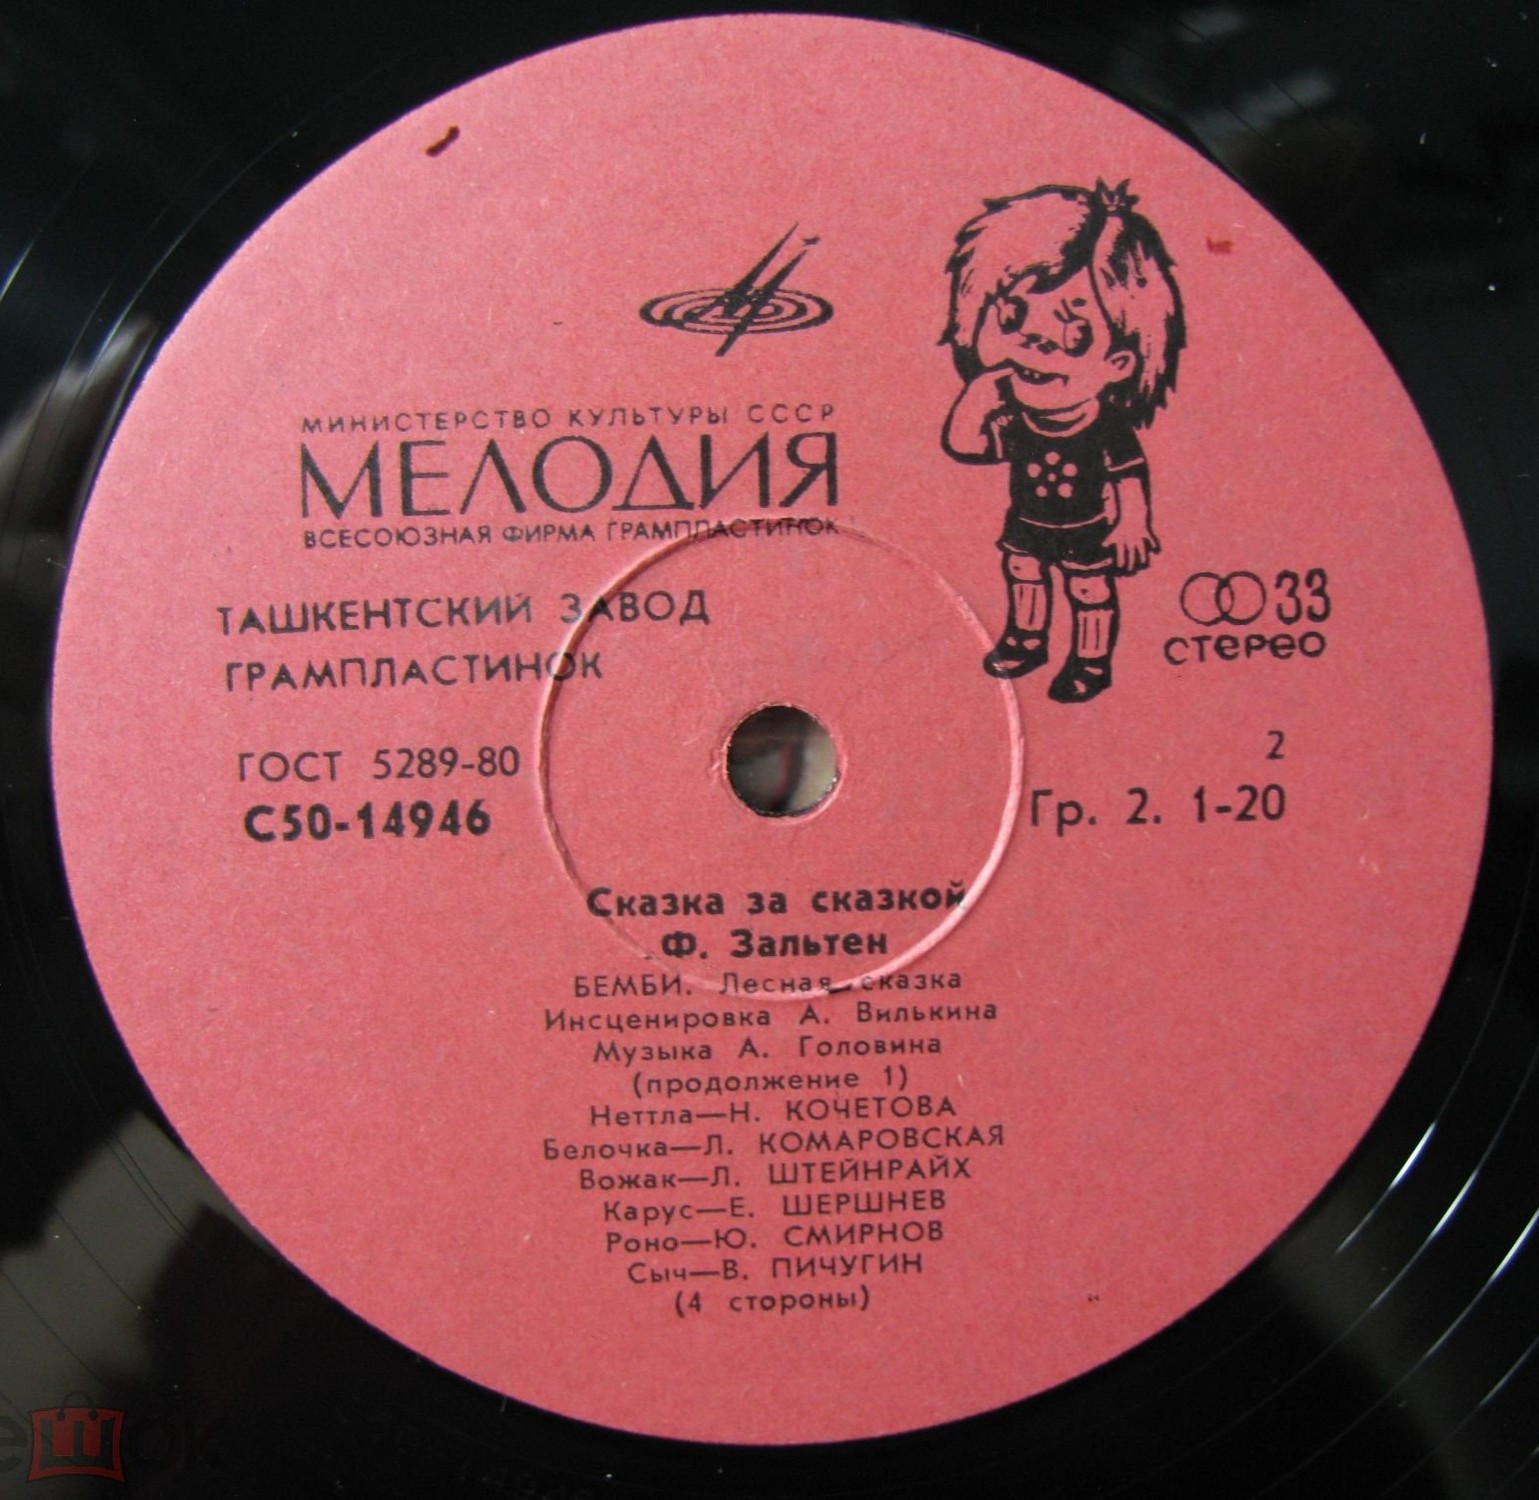 МИНИСТЕРСТВО КУЛЬТУРЫ СССР
МЕЛОДИЯ
ВСЕСОЮЗНАЯ ФИРМА ГРАМПЛАСТИНОК
ТАШКЕНТСКИЙ ЗАВОД
ГРАМПЛАСТИНОК
33
СТЕРЕО
ГОСТ 5289-80
2
С50-14946
Гр. 2. 1-20
Сказка за сказкой
Ф. Зальтен
БЕМБИ. Лесная сказка
Инсценировка А. Вилькина
Музыка А. Головина
(продолжение 1)
Неттла—Н. КОЧЕТОВА
Белочка—Л. КОМАРОВСКАЯ
Вожак—Л. ШТЕЙНРАЙХ
Карус—Е. ШЕРШНЕВ
Роно—Ю. СМИРНОВ
Сыч—В. ПИЧУГИН
(4 стороны)